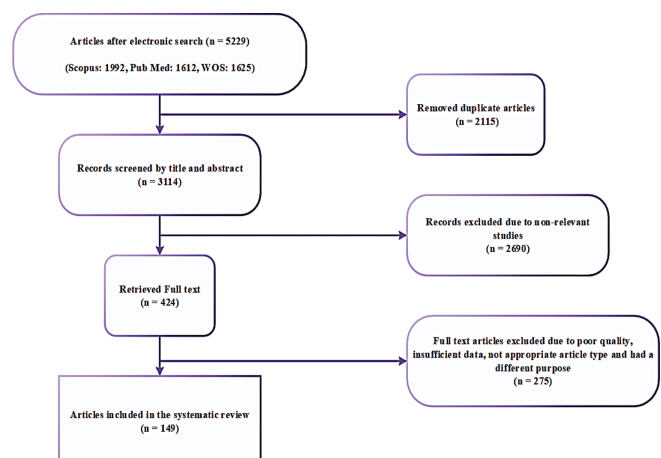 Articles after electronic search (n = 5229)
(Scopus: 1992, Pub Med: 1612, WOS: 1625)
Removed duplicate articles
(n = 2115)
Records screened by title and abstract
(n = 3114)
Records excluded due to non-relevant
studies
(n = 2690)
Retrieved Full text
(n = 424)
Full text articles excluded due to poor quality,
insufficient data, not appropriate article type and had a
different purpose
(n = 275)
Articles included in the systematic review
(n = 149)